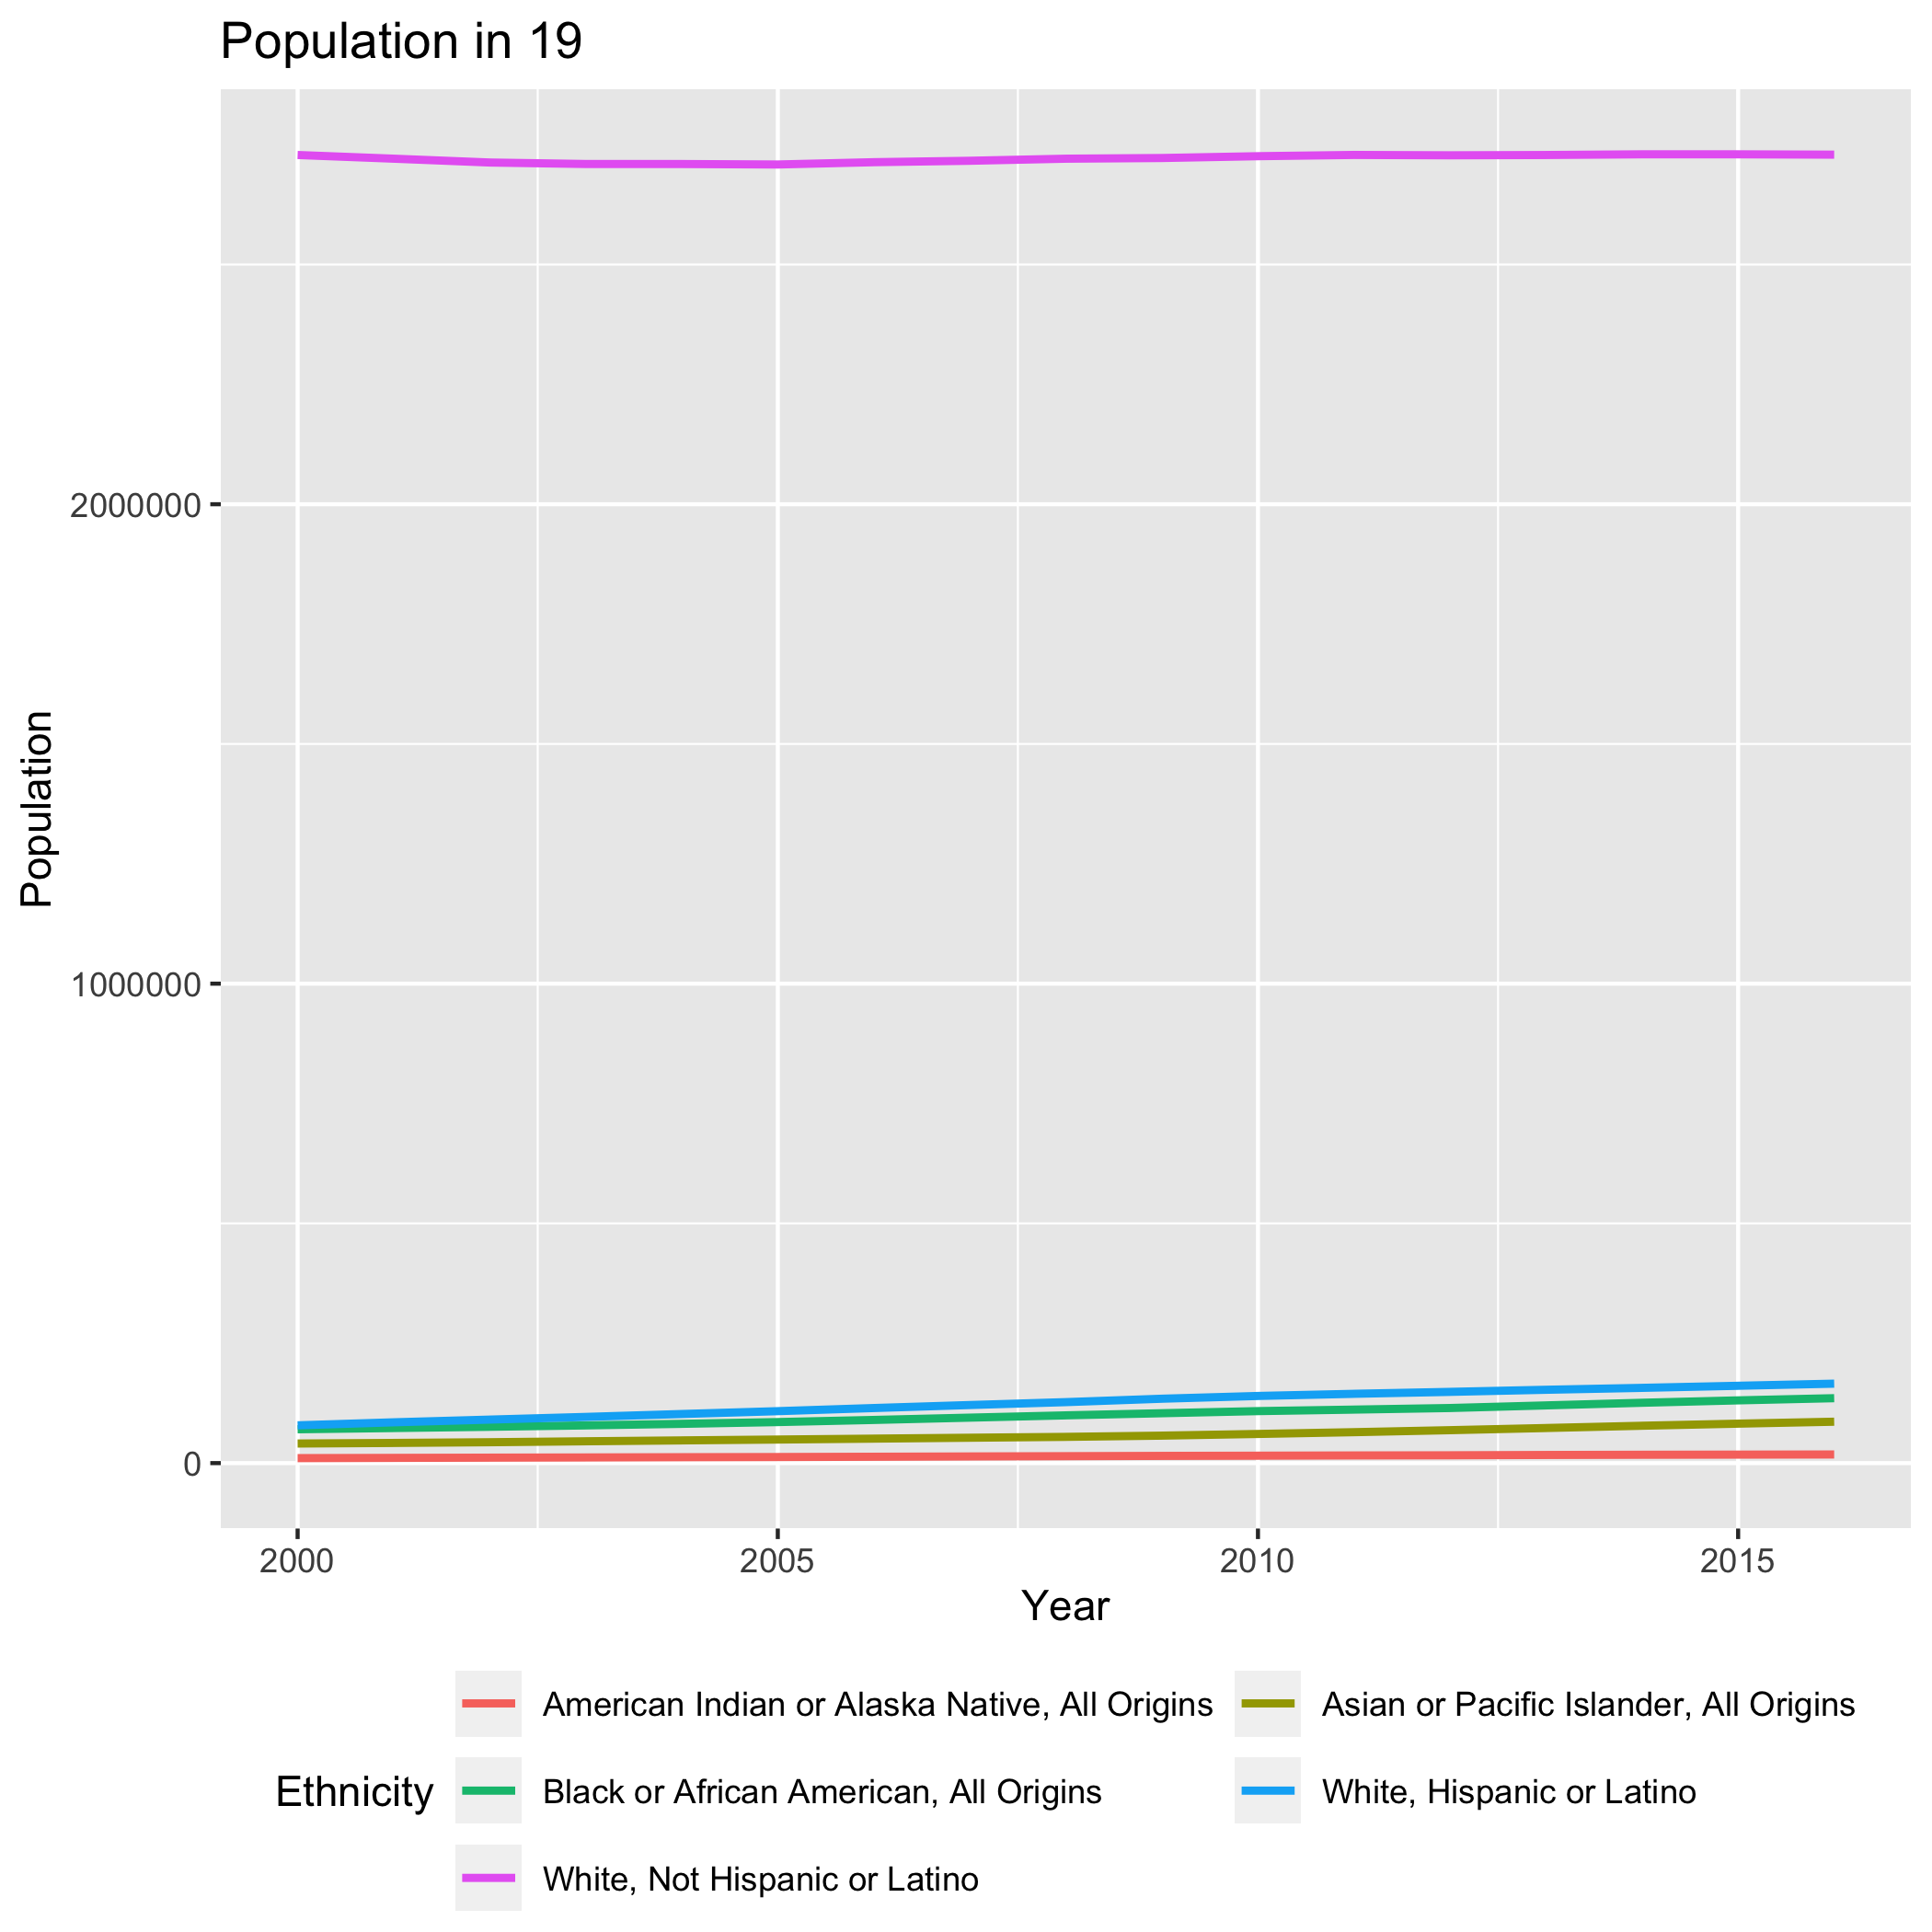 Population in 19
Population
2000000
1000000
0
2000 2005 2010 2015
Year
Ethnicity
American Indian or Alaska Native, All Origins
Asian or Pacific Islander, All Origins
Black or African American, All Origins
White, Hispanic or Latino
White, Not Hispanic or Latino